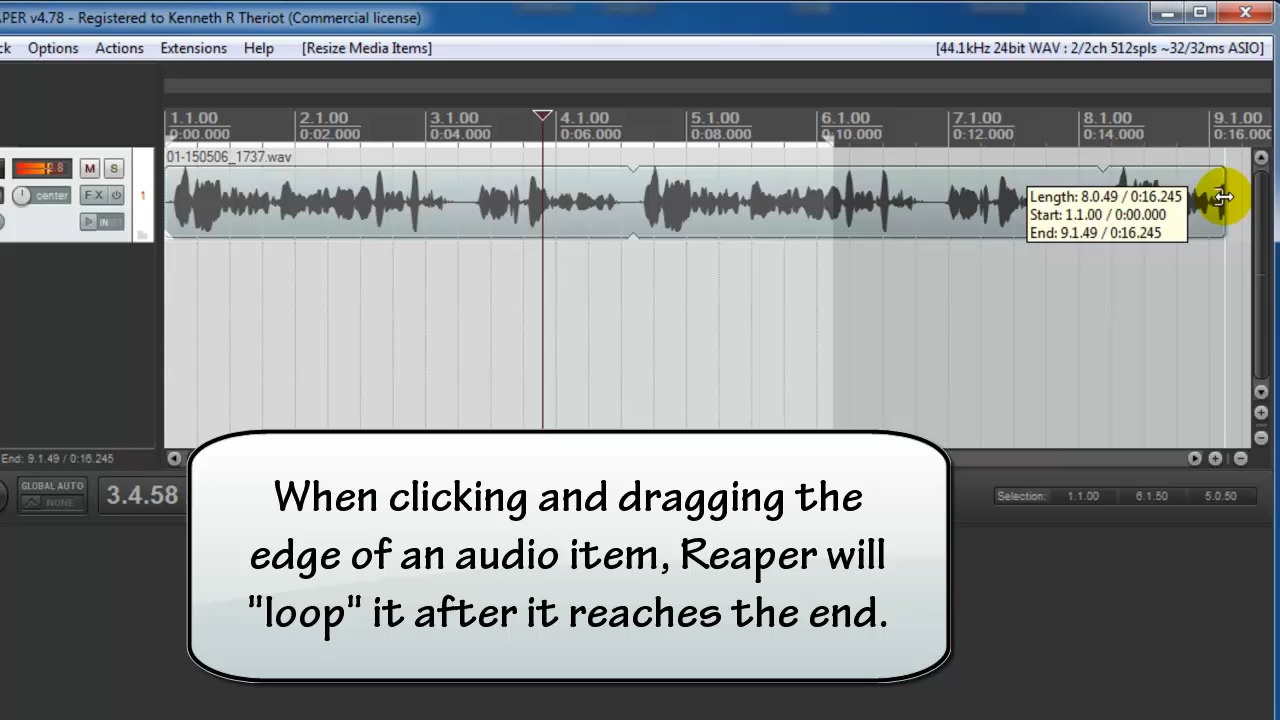 PER v4.78 - Registered to Kenneth R Theriot (Commercial license)
ck Options Actions Extensions Help [Resize Media Items] [44.1kHz 24bit WAV : 2/2ch 512spls ~32/32ms ASIO]
1.1.00 2.1.00 3.1.00 4.1.00 5.1.00 6.1.00 7.1.00 8.1.00 9.1.00
0:00.000 0:02.000 0:04.000 0:06.000 0:08.000 0:10.000 0:12.000 0:14.000 0:16.000
01-150506_1737.wav
M S
center FX 1
IN
Length: 8.0.49 / 0:16.245
Start: 1.1.00 / 0:00.000
End: 9.1.49 / 0:16.245
End: 9.1.49 / 0:16.245
GLOBAL AUTO
NONE
3.4.58
Selection: 1.1.00 6.1.50 5.0.50
When clicking and dragging the
edge of an audio item, Reaper will
"loop" it after it reaches the end.